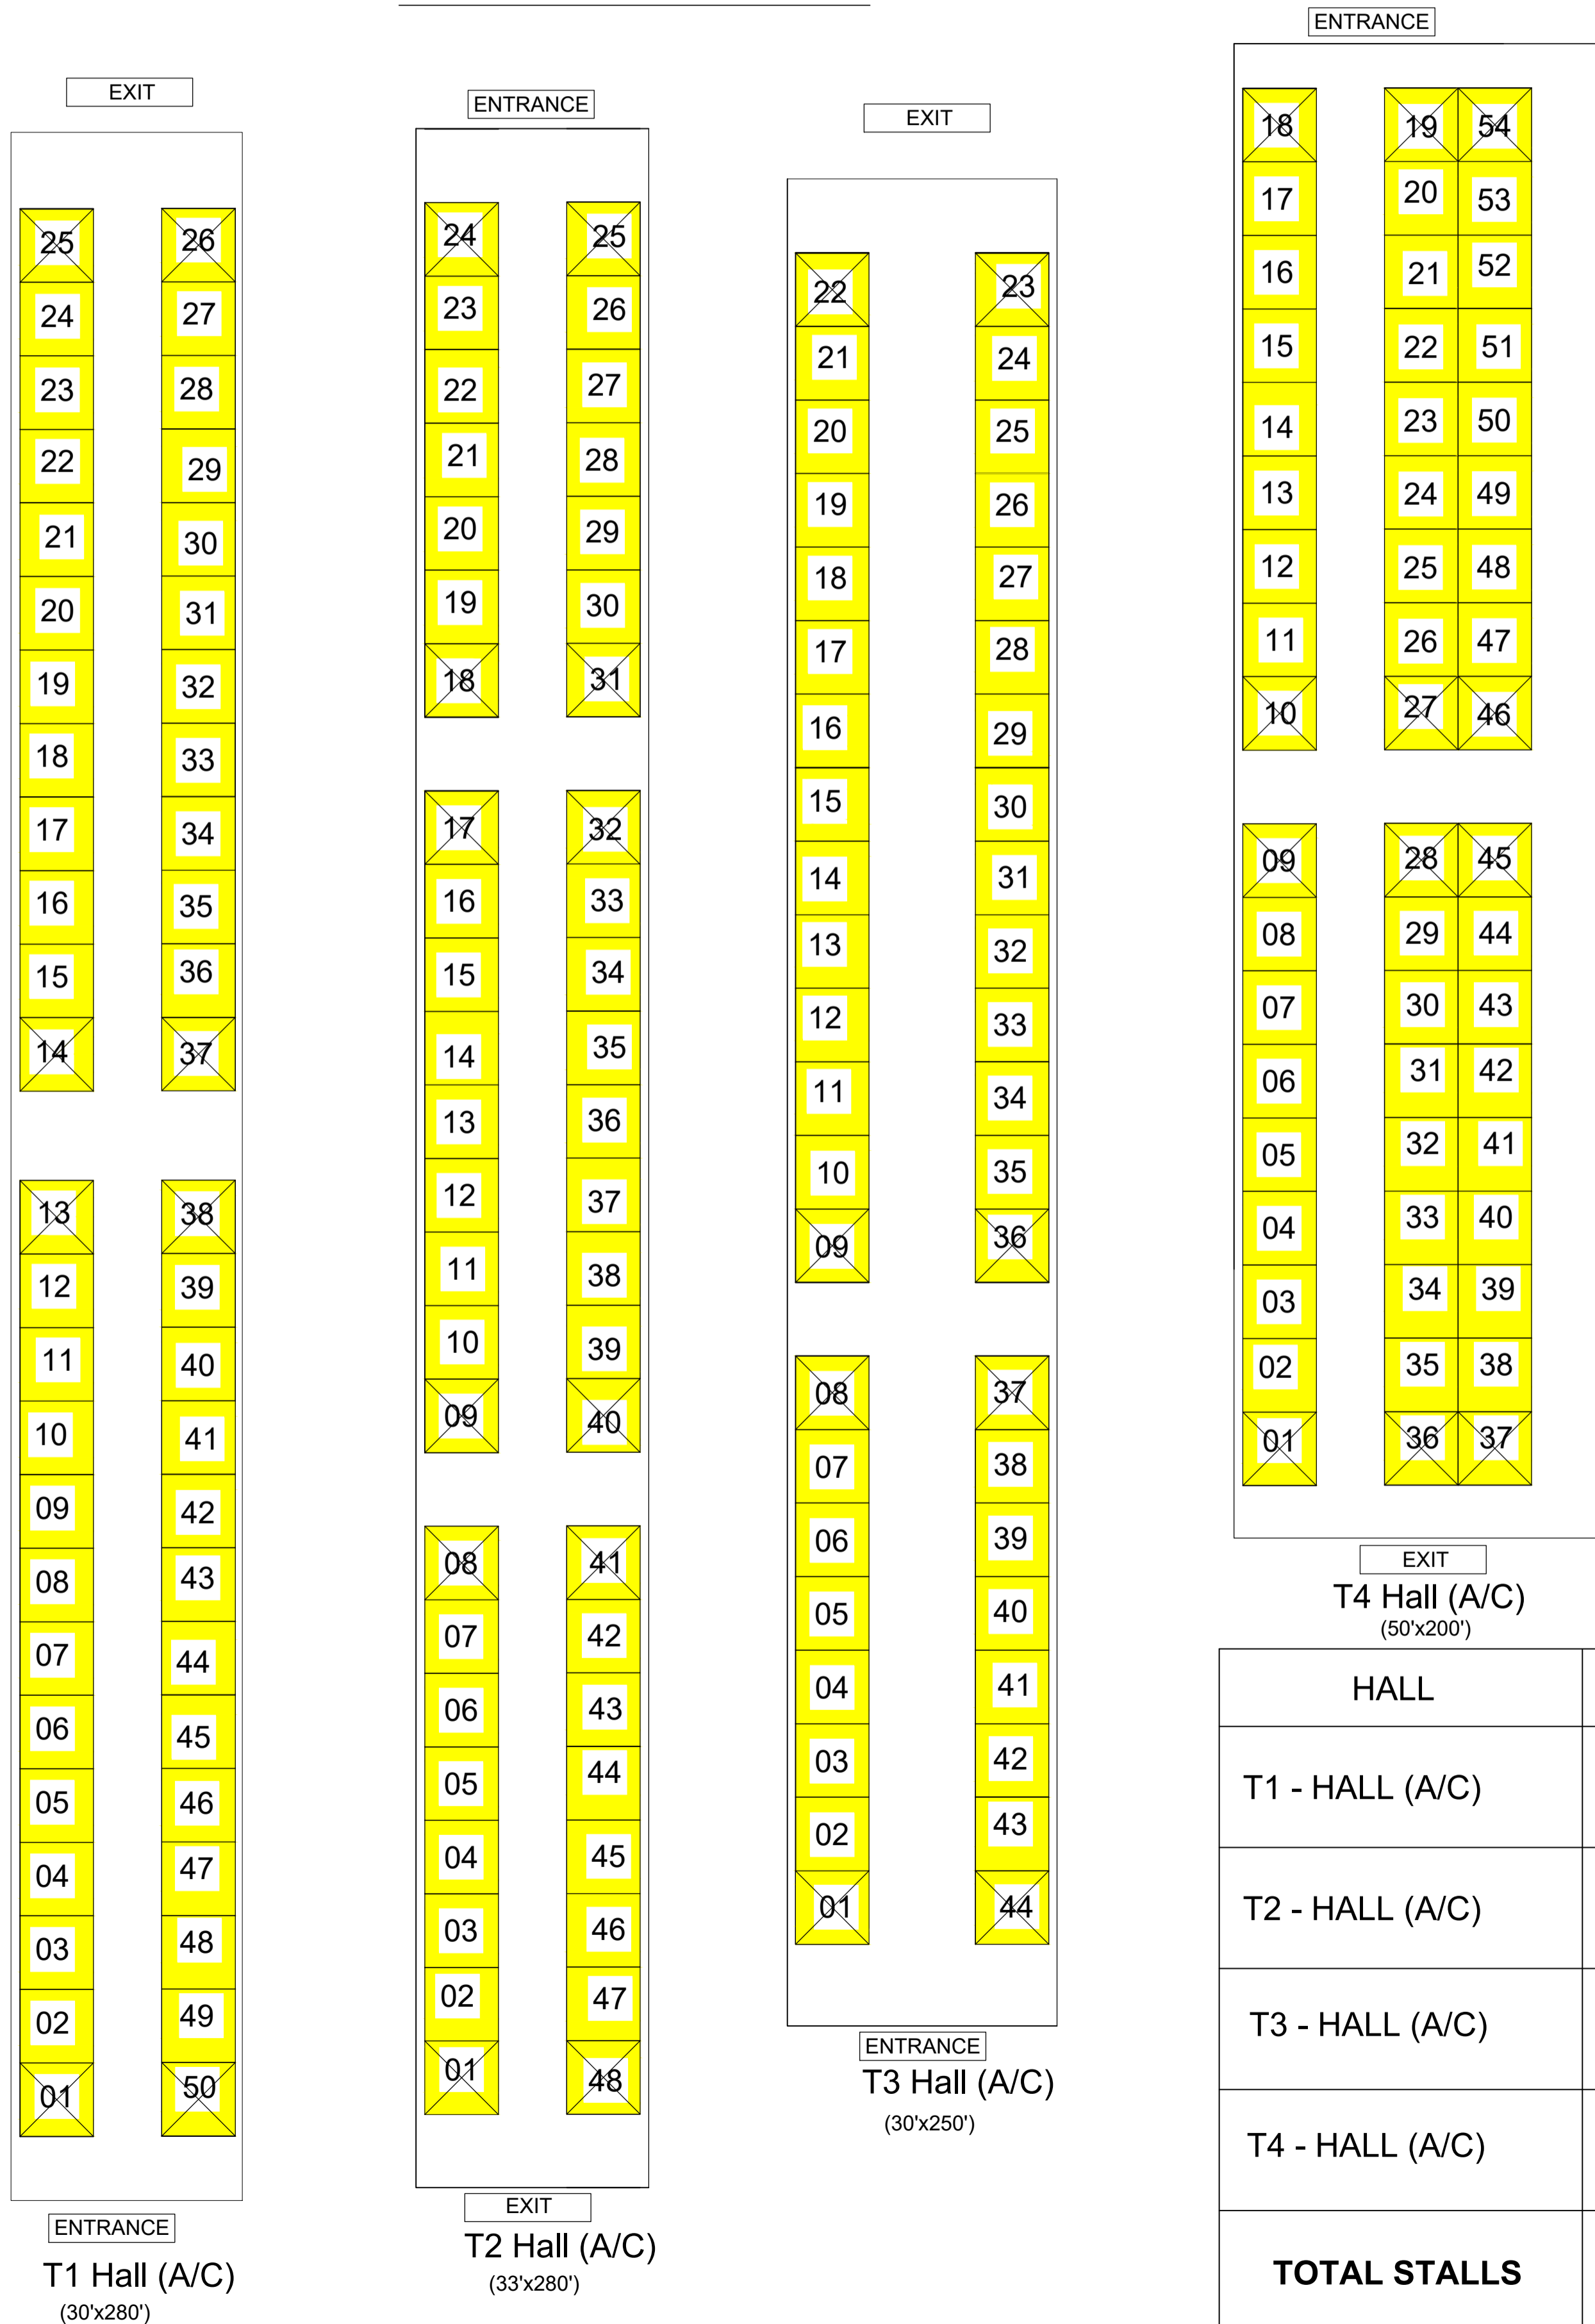 EXIT
25 26
24 27
23 28
22 29
21 30
20 31
19 32
18 33
17 34
16 35
15 36
14 37
13 38
12 39
11 40
10 41
09 42
08 43
07 44
06 45
05 46
04 47
03 48
02 49
01 50
ENTRANCE
T1 Hall (A/C)
(30'x280')
ENTRANCE
24 25
23 26
22 27
21 28
20 29
19 30
18 31
17 32
16 33
15 34
14 35
13 36
12 37
11 38
10 39
09 40
08 41
07 42
06 43
05 44
04 45
03 46
02 47
01 48
EXIT
T2 Hall (A/C)
(33'x280')
EXIT
22 23
21 24
20 25
19 26
18 27
17 28
16 29
15 30
14 31
13 32
12 33
11 34
10 35
09 36
08 37
07 38
06 39
05 40
04 41
03 42
02 43
01 44
ENTRANCE
T3 Hall (A/C)
(30'x250')
ENTRANCE
18 19 54
17 20 53
16 21 52
15 22 51
14 23 50
13 24 49
12 25 48
11 26 47
10 27 46
09 28 45
08 29 44
07 30 43
06 31 42
05 32 41
04 33 40
03 34 39
02 35 38
01 36 37
EXIT
T4 Hall (A/C)
(50'x200')
HALL
T1 - HALL (A/C)
T2 - HALL (A/C)
T3 - HALL (A/C)
T4 - HALL (A/C)
TOTAL STALLS